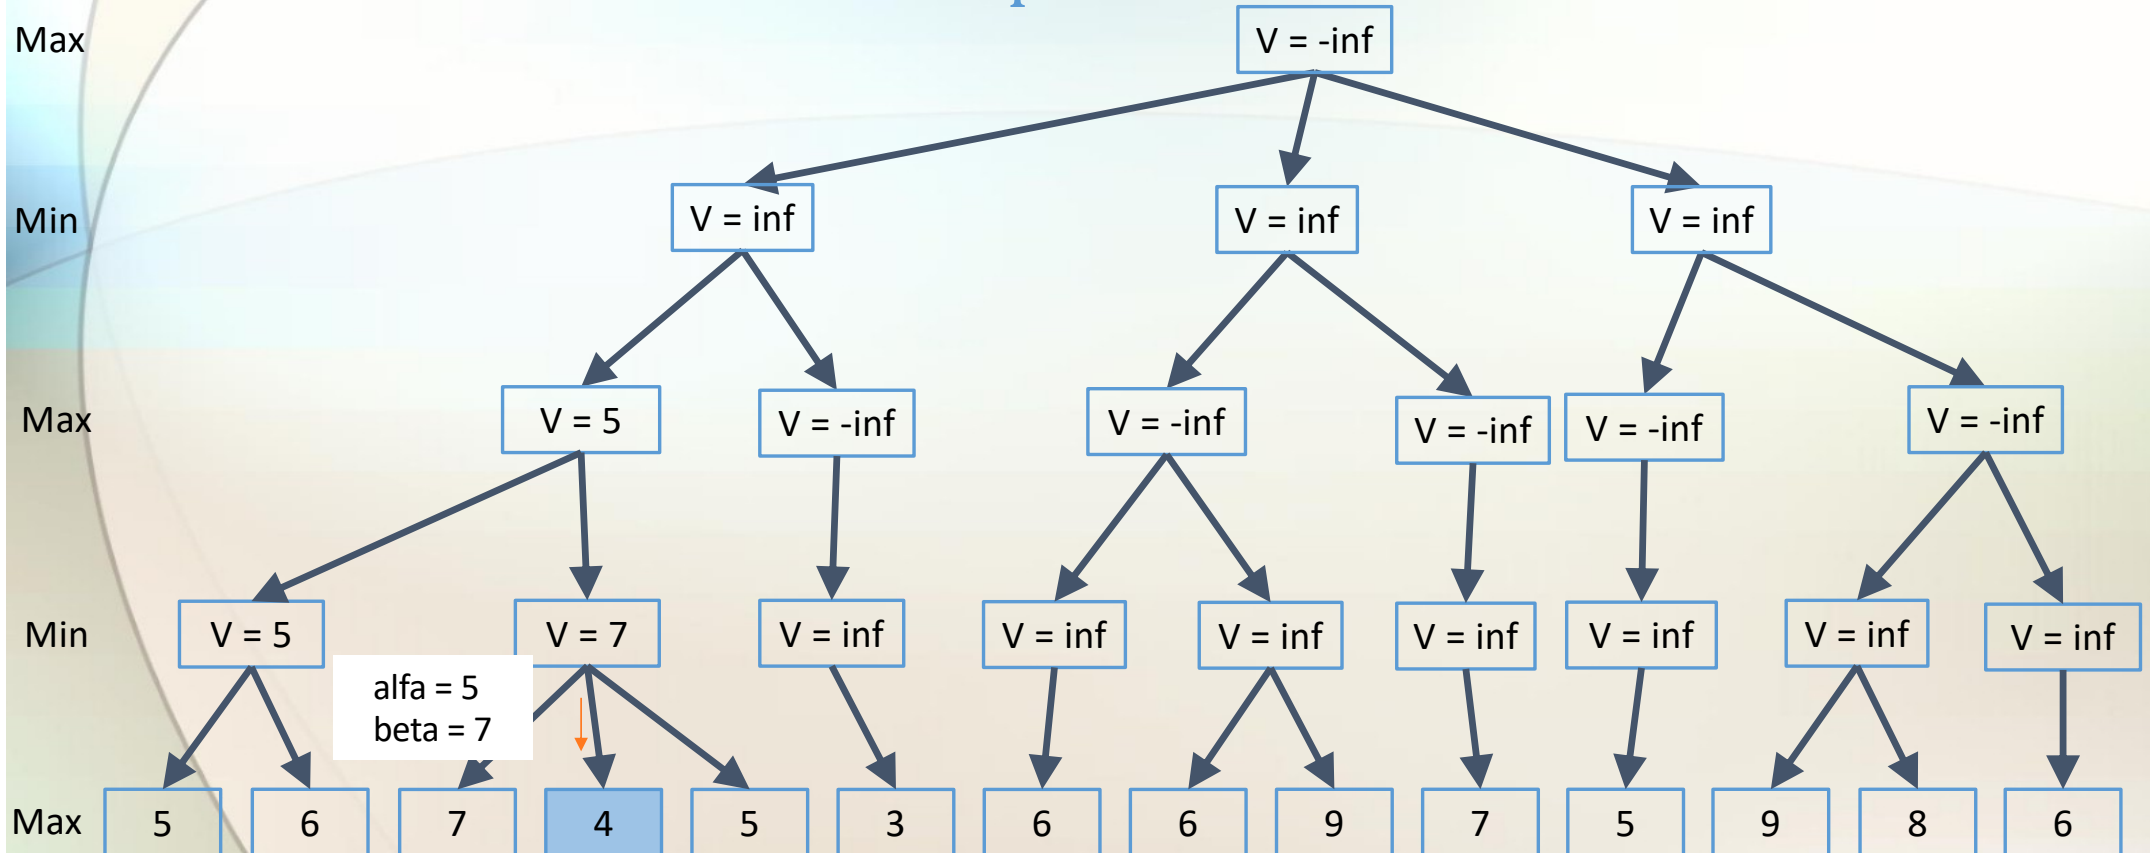 Max
V = -inf
Min
V = inf
V = inf
V = inf
Max
V = 5
V = -inf
V = -inf
V = -inf
V = -inf
V = -inf
Min
V = 5
V = 7
V = inf
V = inf
V = inf
V = inf
V = inf
V = inf
V = inf
alfa = 5
beta = 7
Max
5
6
7
4
5
3
6
6
9
7
5
9
8
6